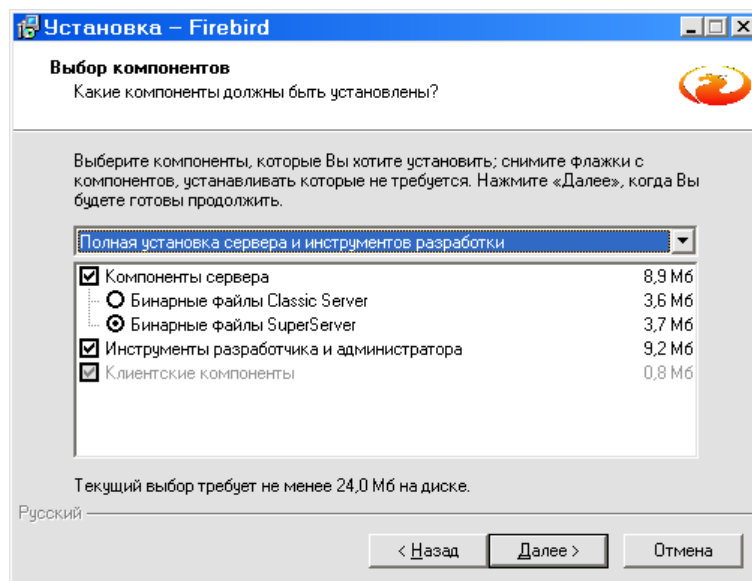 Установка – Firebird
Выбор компонентов
Какие компоненты должны быть установлены?
Выберите компоненты, которые Вы хотите установить; снимите флажки с
компонентов, устанавливать которые не требуется. Нажмите «Далее», когда Вы
будете готовы продолжить.
Полная установка сервера и инструментов разработки
Компоненты сервера 8,9 Мб
Бинарные файлы Classic Server 3,6 Мб
Бинарные файлы SuperServer 3,7 Мб
Инструменты разработчика и администратора 9,2 Мб
Клиентские компоненты 0,8 Мб
Текущий выбор требует не менее 24,0 Мб на диске.
Русский
< Назад Далее > Отмена